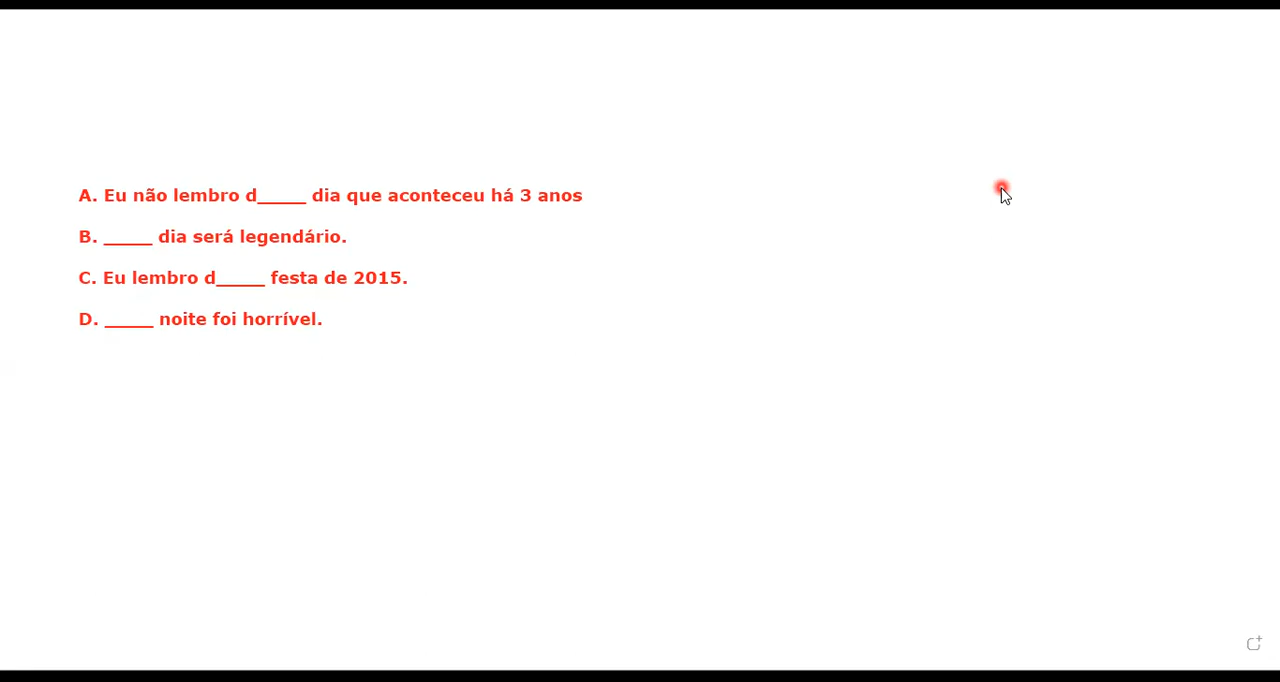 A. Eu não lembro d_____ dia que aconteceu há 3 anos
B. _____ dia será legendário.
C. Eu lembro d_____ festa de 2015.
D. _____ noite foi horrível.